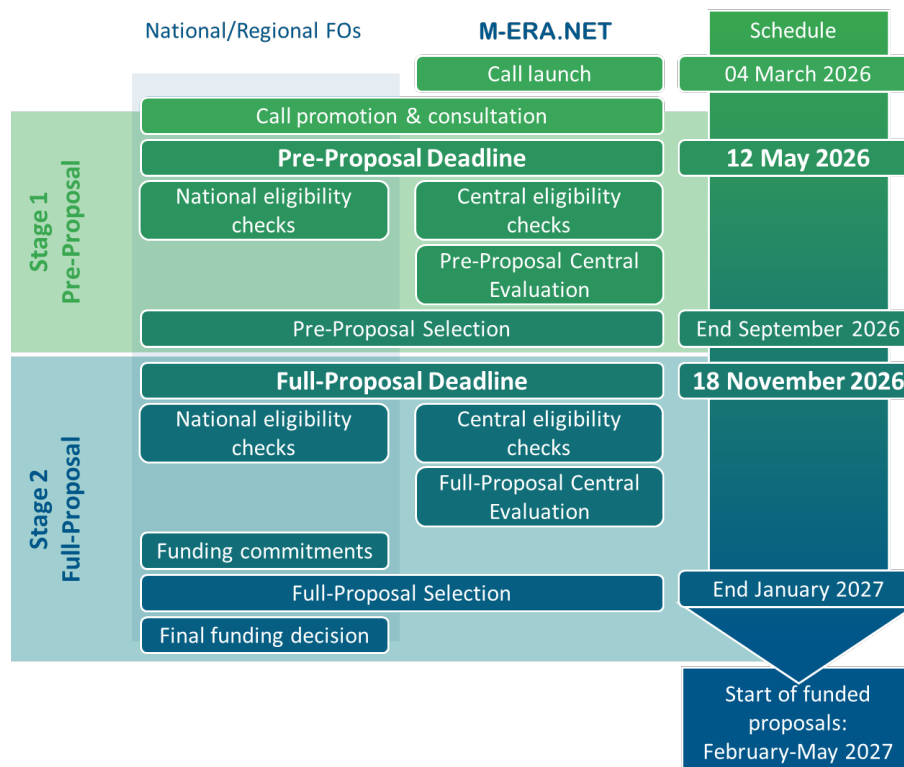 National/Regional FOs
M-ERA.NET
Schedule
Call launch
04 March 2026
Call promotion & consultation
Stage 1
Pre-Proposal
Pre-Proposal Deadline
12 May 2026
National eligibility
checks
Central eligibility
checks
Pre-Proposal Central
Evaluation
Pre-Proposal Selection
End September 2026
Stage 2
Full-Proposal
Full-Proposal Deadline
18 November 2026
National eligibility
checks
Central eligibility
checks
Full-Proposal Central
Evaluation
Funding commitments
Full-Proposal Selection
End January 2027
Final funding decision
Start of funded
proposals:
February-May 2027